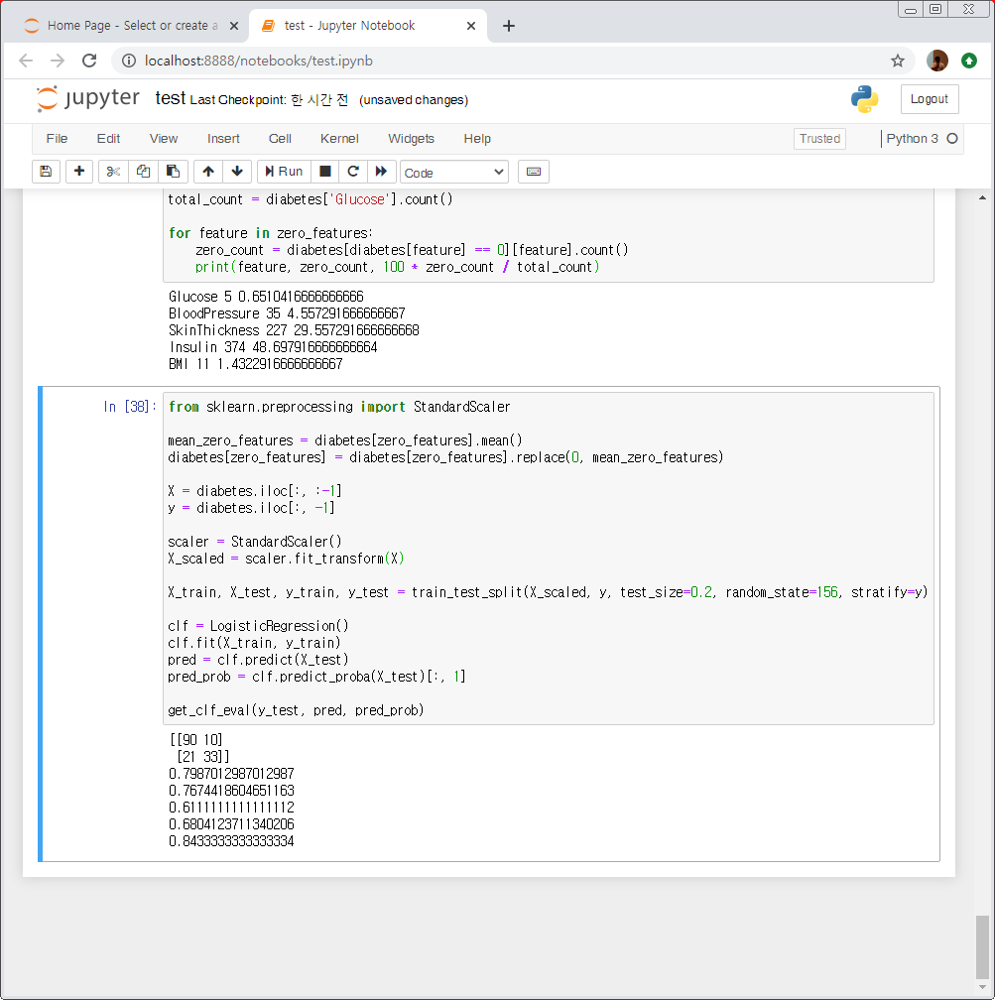 Home Page - Select or create a
test - Jupyter Notebook
localhost:8888/notebooks/test.ipynb
jupyter test Last Checkpoint: 한 시간 전 (unsaved changes)
Logout
File Edit View Insert Cell Kernel Widgets Help
Trusted
Python 3
Run
Code
total_count = diabetes['Glucose'].count()
for feature in zero_features:
    zero_count = diabetes[diabetes[feature] == 0][feature].count()
    print(feature, zero_count, 100 * zero_count / total_count)
Glucose 5 0.6510416666666666
BloodPressure 35 4.557291666666667
SkinThickness 227 29.557291666666668
Insulin 374 48.697916666666664
BMI 11 1.4322916666666667
In [38]:
from sklearn.preprocessing import StandardScaler
mean_zero_features = diabetes[zero_features].mean()
diabetes[zero_features] = diabetes[zero_features].replace(0, mean_zero_features)
X = diabetes.iloc[:, :-1]
y = diabetes.iloc[:, -1]
scaler = StandardScaler()
X_scaled = scaler.fit_transform(X)
X_train, X_test, y_train, y_test = train_test_split(X_scaled, y, test_size=0.2, random_state=156, stratify=y)
clf = LogisticRegression()
clf.fit(X_train, y_train)
pred = clf.predict(X_test)
pred_prob = clf.predict_proba(X_test)[:, 1]
get_clf_eval(y_test, pred, pred_prob)
[[90 10]
 [21 33]]
0.7987012987012987
0.7674418604651163
0.6111111111111112
0.6804123711340206
0.8433333333333334